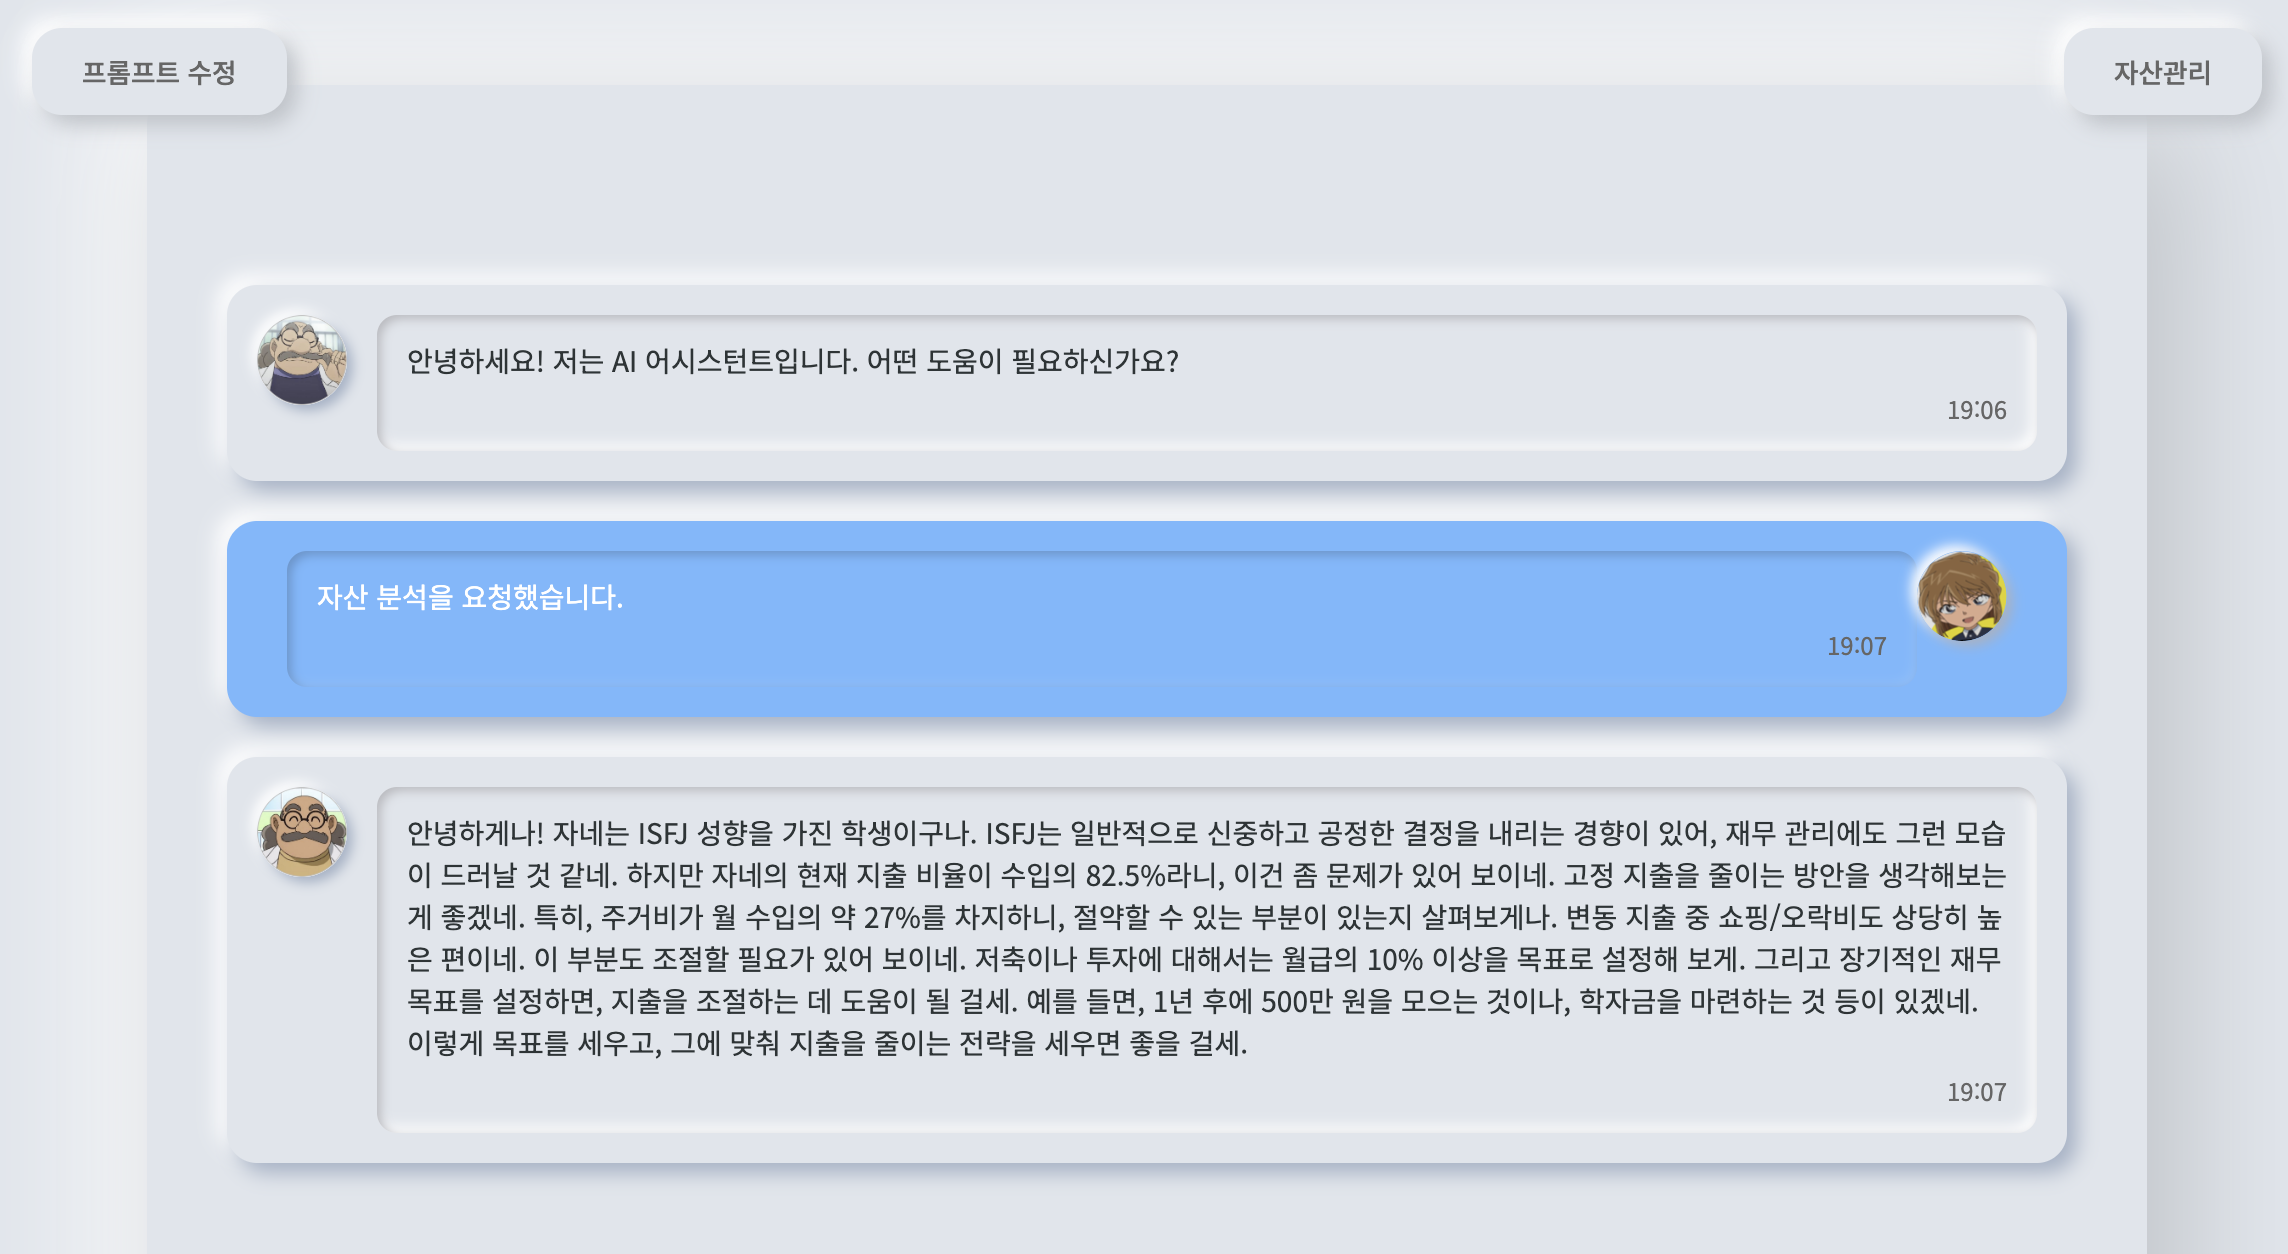 프롬프트 수정
자산관리
안녕하세요! 저는 AI 어시스턴트입니다. 어떤 도움이 필요하신가요?
19:06
자산 분석을 요청했습니다.
19:07
안녕하게나! 자네는 ISFJ 성향을 가진 학생이구나. ISFJ는 일반적으로 신중하고 공정한 결정을 내리는 경향이 있어, 재무 관리에도 그런 모습
이 드러날 것 같네. 하지만 자네의 현재 지출 비율이 수입의 82.5%라니, 이건 좀 문제가 있어 보이네. 고정 지출을 줄이는 방안을 생각해보는
게 좋겠네. 특히, 주거비가 월 수입의 약 27%를 차지하니, 절약할 수 있는 부분이 있는지 살펴보게나. 변동 지출 중 쇼핑/오락비도 상당히 높
은 편이네. 이 부분도 조절할 필요가 있어 보이네. 저축이나 투자에 대해서는 월급의 10% 이상을 목표로 설정해 보게. 그리고 장기적인 재무
목표를 설정하면, 지출을 조절하는 데 도움이 될 걸세. 예를 들면, 1년 후에 500만 원을 모으는 것이나, 학자금을 마련하는 것 등이 있겠네.
이렇게 목표를 세우고, 그에 맞춰 지출을 줄이는 전략을 세우면 좋을 걸세.
19:07